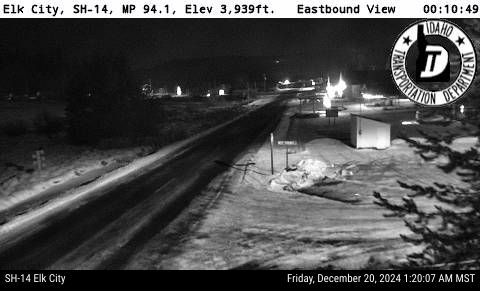 Elk City, SH-14, MP 94.1, Elev 3,939ft. Eastbound View 00:10:49
IDAHO
TRANSPORTATION DEPARTMENT
SH-14 Elk City Friday, December 20, 2024 1:20:07 AM MST